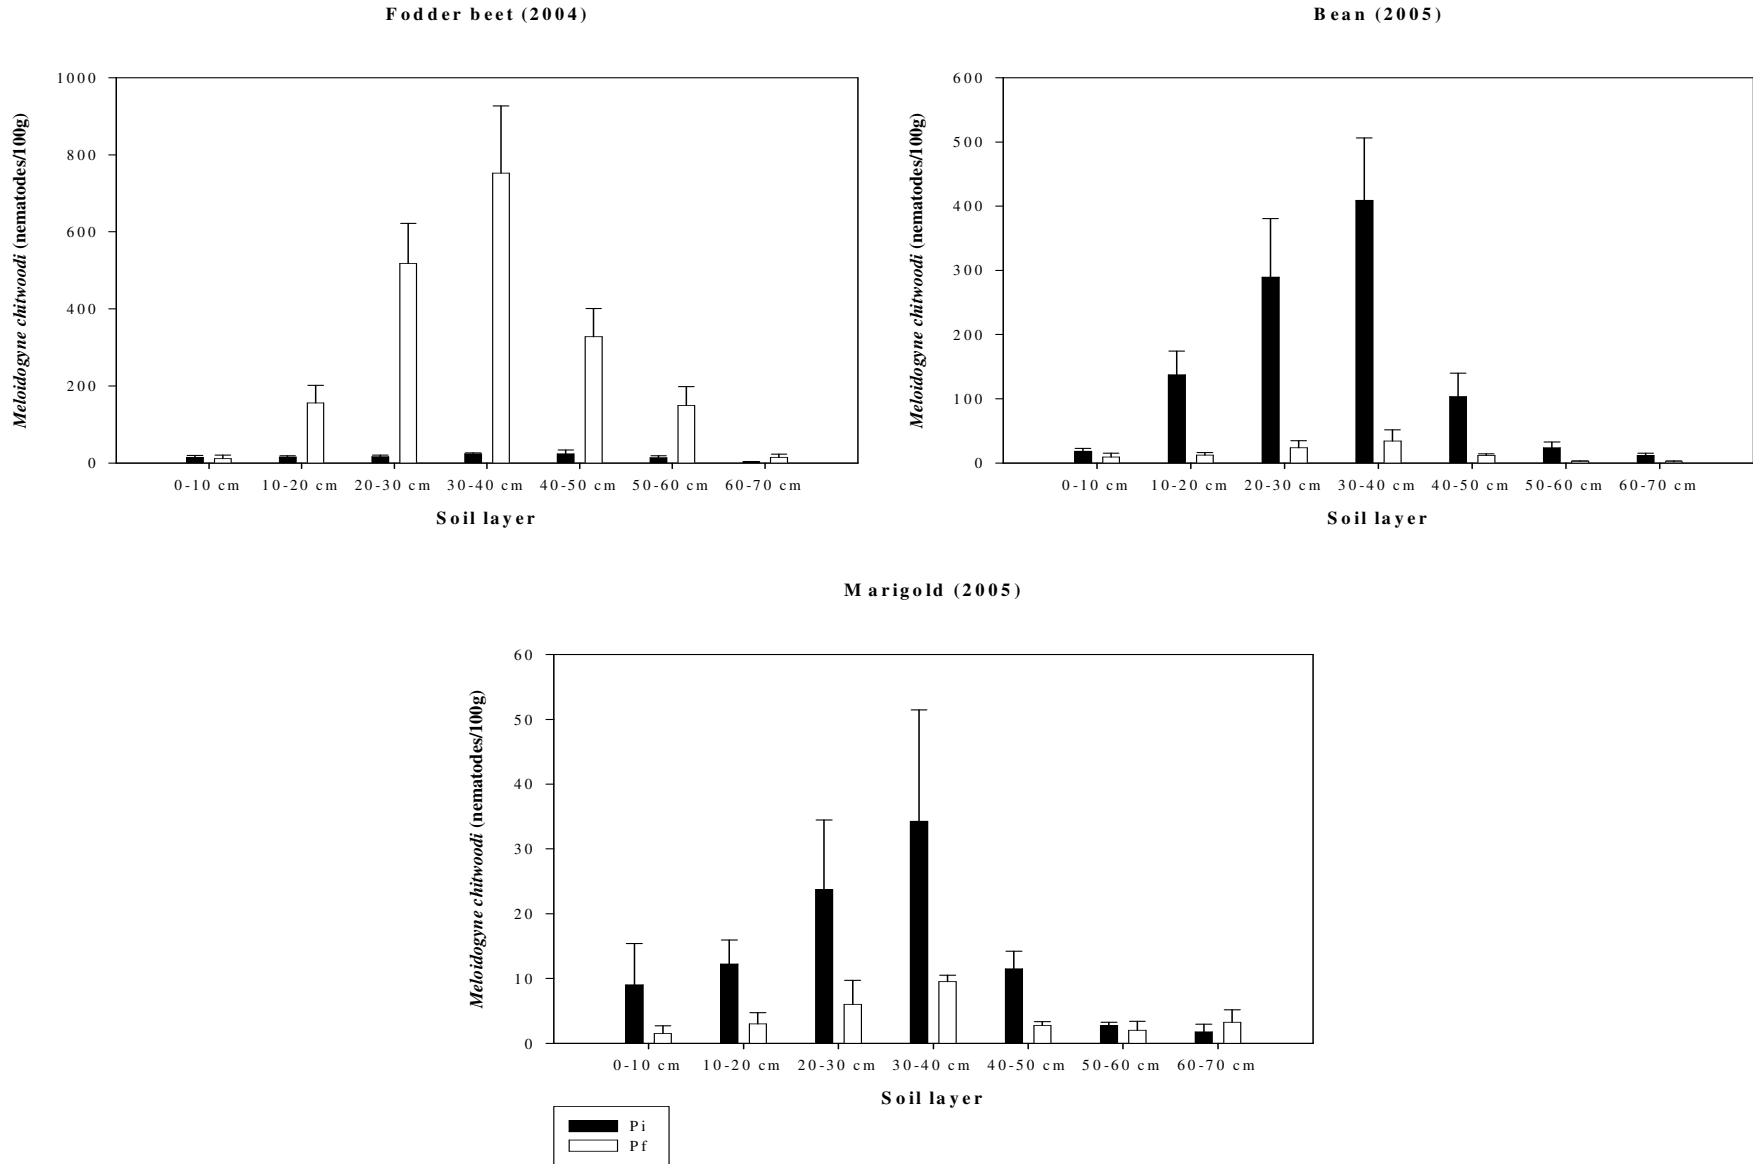 Fodder beet (2004)
Meloidogyne chitwoodi (nematodes/100g)
1000
800
600
400
200
0
0-10 cm 10-20 cm 20-30 cm 30-40 cm 40-50 cm 50-60 cm 60-70 cm
Soil layer
Bean (2005)
Meloidogyne chitwoodi (nematodes/100g)
600
500
400
300
200
100
0
0-10 cm 10-20 cm 20-30 cm 30-40 cm 40-50 cm 50-60 cm 60-70 cm
Soil layer
Marigold (2005)
Meloidogyne chitwoodi (nematodes/100g)
60
50
40
30
20
10
0
0-10 cm 10-20 cm 20-30 cm 30-40 cm 40-50 cm 50-60 cm 60-70 cm
Soil layer
Pi
Pf